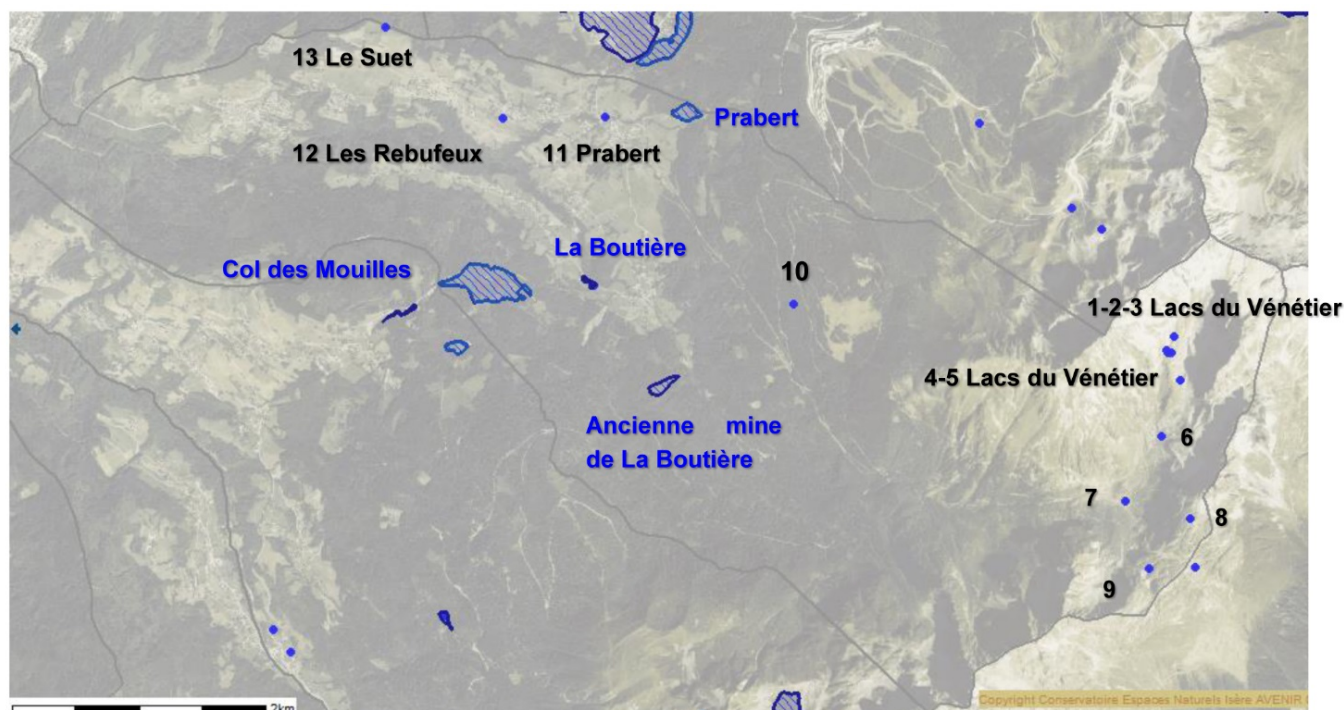 13 Le Suet
Prabert
12 Les Rebufeux
11 Prabert
La Boutière
Col des Mouilles
10
1-2-3 Lacs du Vénétier
4-5 Lacs du Vénétier
Ancienne mine
de La Boutière
6
7
8
9
2km
Copyright Conservatoire Espaces Naturels Isère AVENIR